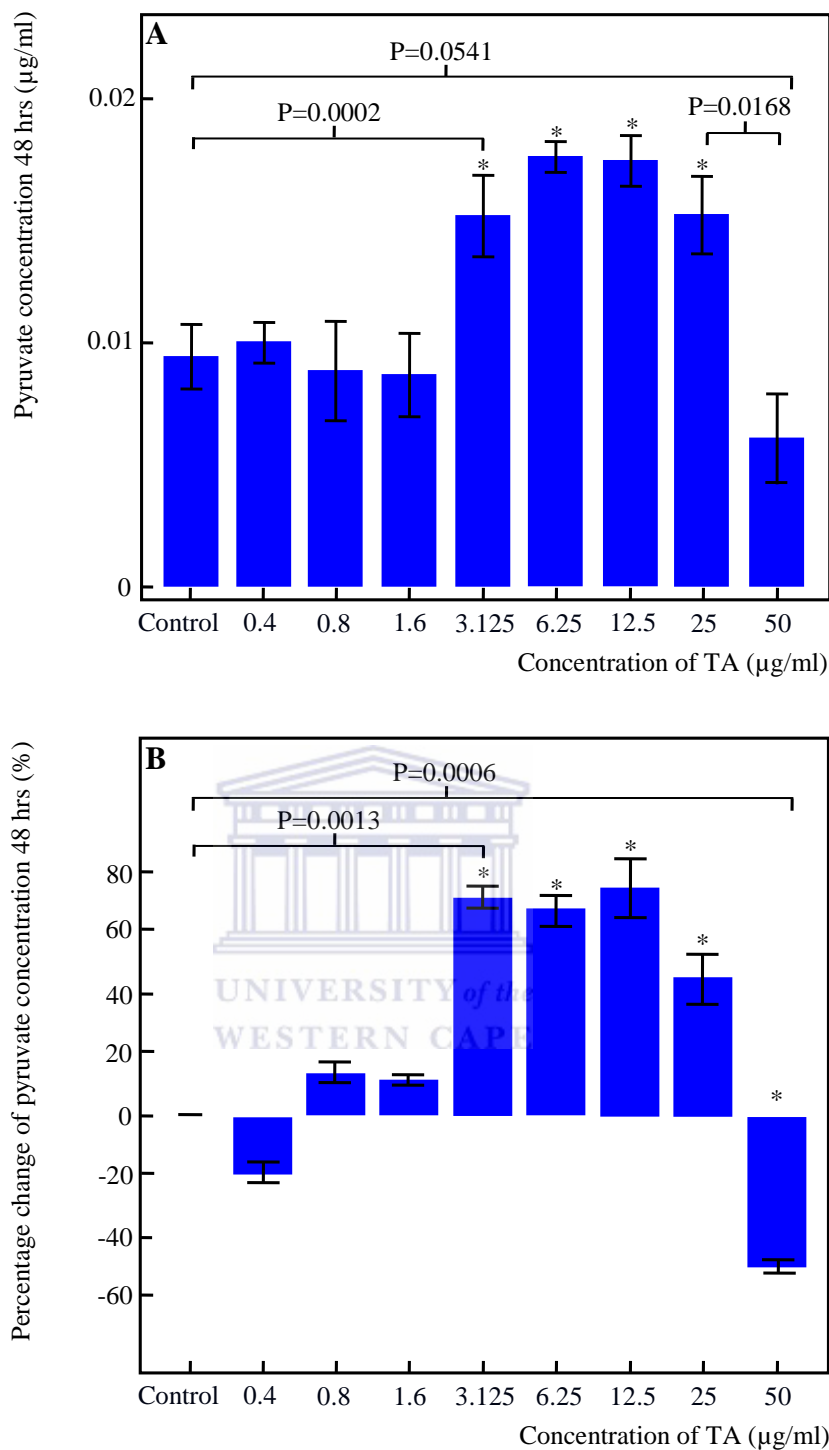 A
P=0.0541
P=0.0002
P=0.0168
* * * *
Pyruvate concentration 48 hrs (µg/ml)
0.02
0.01
0
Control 0.4 0.8 1.6 3.125 6.25 12.5 25 50
Concentration of TA (µg/ml)
B
P=0.0006
P=0.0013
* * * * *
Percentage change of pyruvate concentration 48 hrs (%)
80
60
40
20
0
-20
-40
-60
UNIVERSITY of the
WESTERN CAPE
Control 0.4 0.8 1.6 3.125 6.25 12.5 25 50
Concentration of TA (µg/ml)